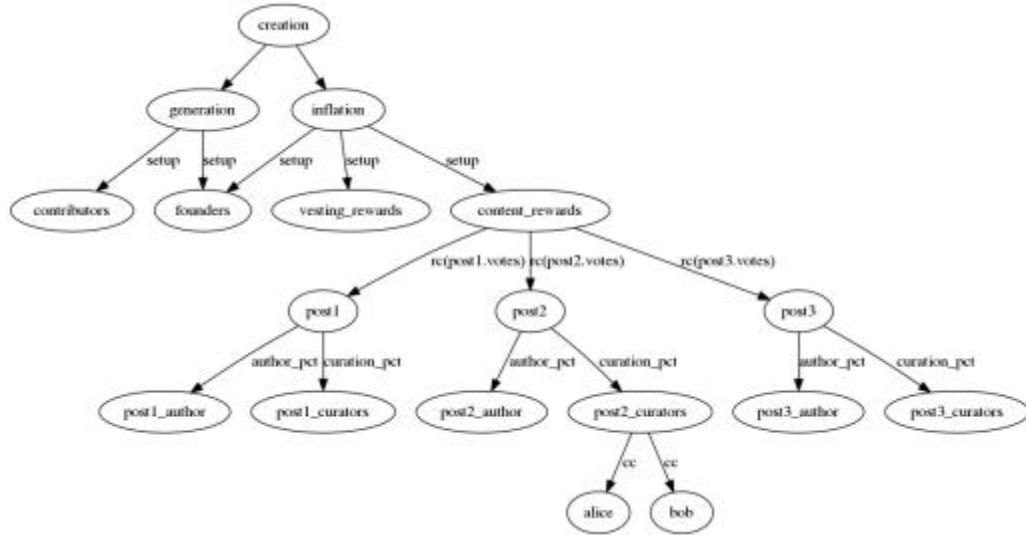 creation
generation inflation
setup setup setup setup setup
contributors founders vesting_rewards content_rewards
rc(post1.votes) rc(post2.votes) rc(post3.votes)
post1 post2 post3
author_pct curation_pct author_pct curation_pct author_pct curation_pct
post1_author post1_curators post2_author post2_curators post3_author post3_curators
cc cc
alice bob